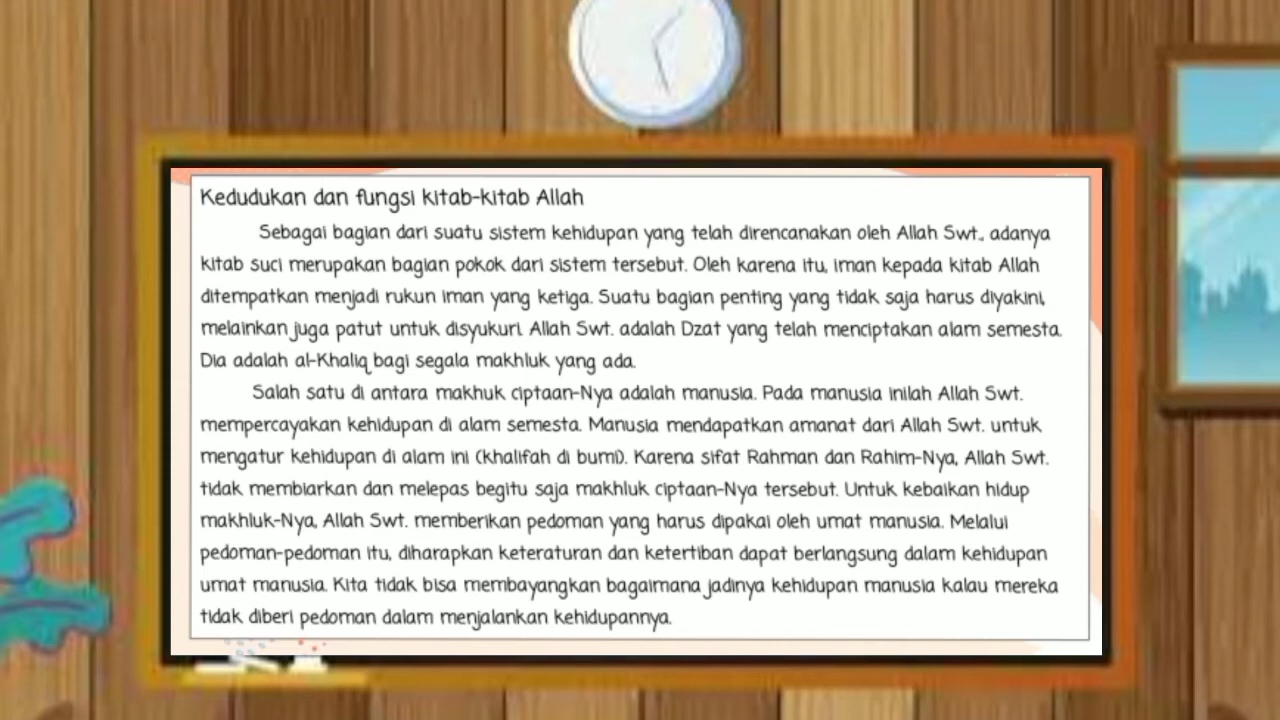 Kedudukan dan fungsi kitab-kitab Allah
Sebagai bagian dari suatu sistem kehidupan yang telah direncanakan oleh Allah Swt., adanya
kitab suci merupakan bagian pokok dari sistem tersebut. Oleh karena itu, iman kepada kitab Allah
ditempatkan menjadi rukun iman yang ketiga. Suatu bagian penting yang tidak saja harus diyakini,
melainkan juga patut untuk disyukuri. Allah Swt. adalah Dzat yang telah menciptakan alam semesta.
Dia adalah al-Khaliq bagi segala makhluk yang ada.
Salah satu di antara makhuk ciptaan-Nya adalah manusia. Pada manusia inilah Allah Swt.
mempercayakan kehidupan di alam semesta. Manusia mendapatkan amanat dari Allah Swt. untuk
mengatur kehidupan di alam ini (khalifah di bumi). Karena sifat Rahman dan Rahim-Nya, Allah Swt.
tidak membiarkan dan melepas begitu saja makhluk ciptaan-Nya tersebut. Untuk kebaikan hidup
makhluk-Nya, Allah Swt. memberikan pedoman yang harus dipakai oleh umat manusia. Melalui
pedoman-pedoman itu, diharapkan keteraturan dan ketertiban dapat berlangsung dalam kehidupan
umat manusia. Kita tidak bisa membayangkan bagaimana jadinya kehidupan manusia kalau mereka
tidak diberi pedoman dalam menjalankan kehidupannya.